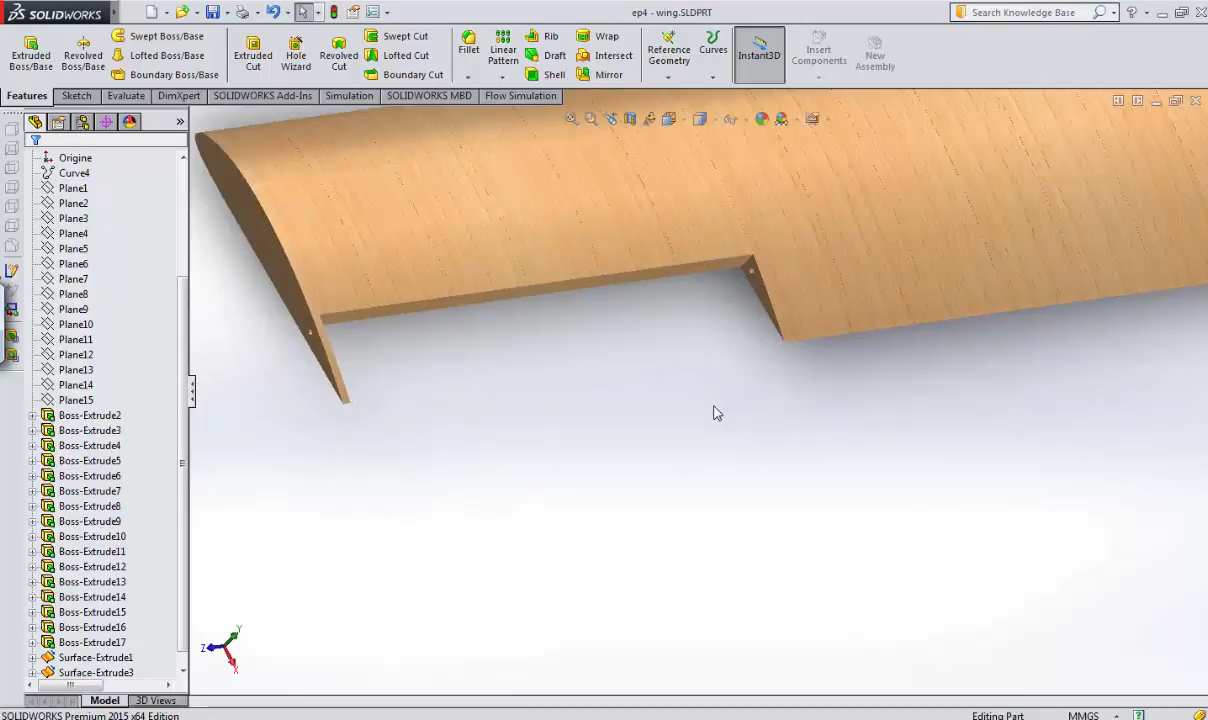 SOLIDWORKS
ep4 - wing.SLDPRT
Search Knowledge Base
Extruded Boss/Base
Revolved Boss/Base
Swept Boss/Base
Lofted Boss/Base
Boundary Boss/Base
Extruded Cut
Hole Wizard
Revolved Cut
Swept Cut
Lofted Cut
Boundary Cut
Fillet
Linear Pattern
Rib
Draft
Shell
Wrap
Intersect
Mirror
Reference Geometry
Curves
Instant3D
Insert Components
New Assembly
Features
Sketch
Evaluate
DimXpert
SOLIDWORKS Add-Ins
Simulation
SOLIDWORKS MBD
Flow Simulation
Origine
Curve4
Plane1
Plane2
Plane3
Plane4
Plane5
Plane6
Plane7
Plane8
Plane9
Plane10
Plane11
Plane12
Plane13
Plane14
Plane15
Boss-Extrude2
Boss-Extrude3
Boss-Extrude4
Boss-Extrude5
Boss-Extrude6
Boss-Extrude7
Boss-Extrude8
Boss-Extrude9
Boss-Extrude10
Boss-Extrude11
Boss-Extrude12
Boss-Extrude13
Boss-Extrude14
Boss-Extrude15
Boss-Extrude16
Boss-Extrude17
Surface-Extrude1
Surface-Extrude3
Y
Z
X
Model
3D Views
SOLIDWORKS Premium 2015 x64 Edition
Editing Part
MMGS